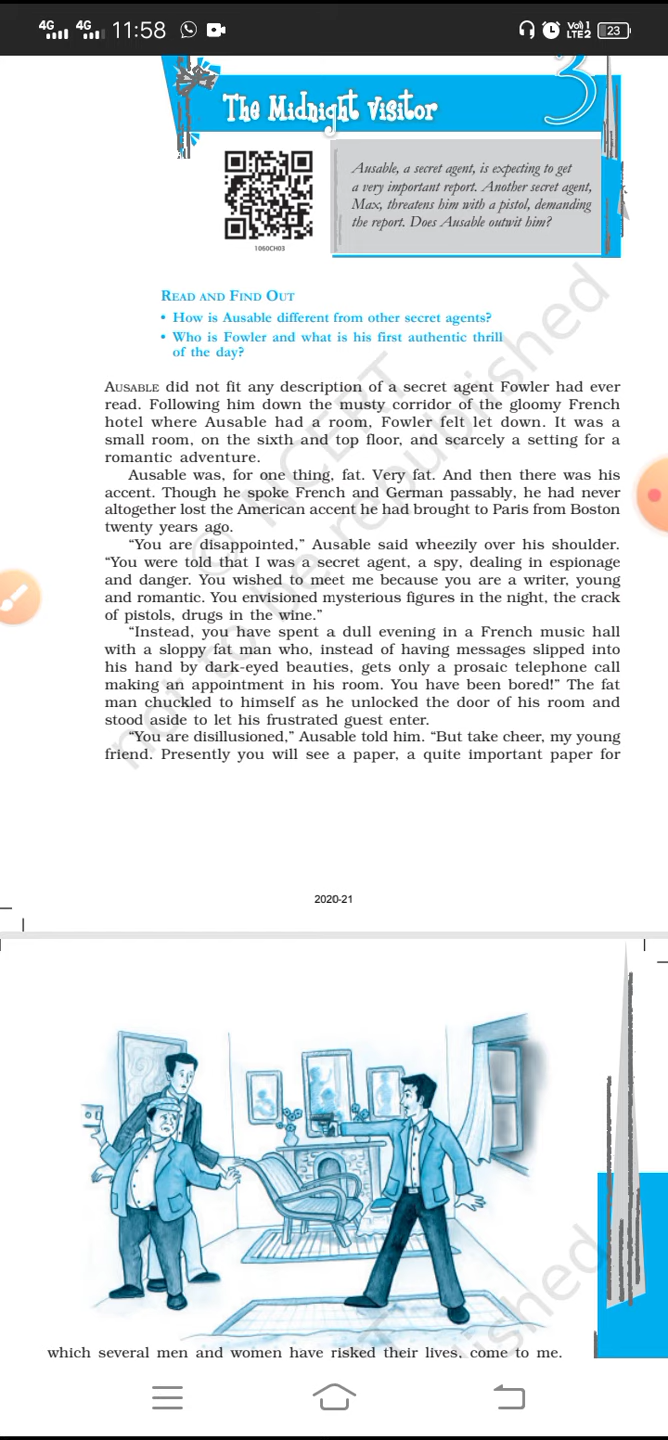 4G 4G 11:58 Vo)) 1 LTE2 23
The Midnight Visitor
3
1060CH03
Ausable, a secret agent, is expecting to get
a very important report. Another secret agent,
Max, threatens him with a pistol, demanding
the report. Does Ausable outwit him?
READ AND FIND OUT
• How is Ausable different from other secret agents?
• Who is Fowler and what is his first authentic thrill
of the day?
AUSABLE did not fit any description of a secret agent Fowler had ever
read. Following him down the musty corridor of the gloomy French
hotel where Ausable had a room, Fowler felt let down. It was a
small room, on the sixth and top floor, and scarcely a setting for a
romantic adventure.
Ausable was, for one thing, fat. Very fat. And then there was his
accent. Though he spoke French and German passably, he had never
altogether lost the American accent he had brought to Paris from Boston
twenty years ago.
“You are disappointed,” Ausable said wheezily over his shoulder.
“You were told that I was a secret agent, a spy, dealing in espionage
and danger. You wished to meet me because you are a writer, young
and romantic. You envisioned mysterious figures in the night, the crack
of pistols, drugs in the wine.”
“Instead, you have spent a dull evening in a French music hall
with a sloppy fat man who, instead of having messages slipped into
his hand by dark-eyed beauties, gets only a prosaic telephone call
making an appointment in his room. You have been bored!” The fat
man chuckled to himself as he unlocked the door of his room and
stood aside to let his frustrated guest enter.
“You are disillusioned,” Ausable told him. “But take cheer, my young
friend. Presently you will see a paper, a quite important paper for
© NCERT
not to be republished
2020-21
which several men and women have risked their lives, come to me.